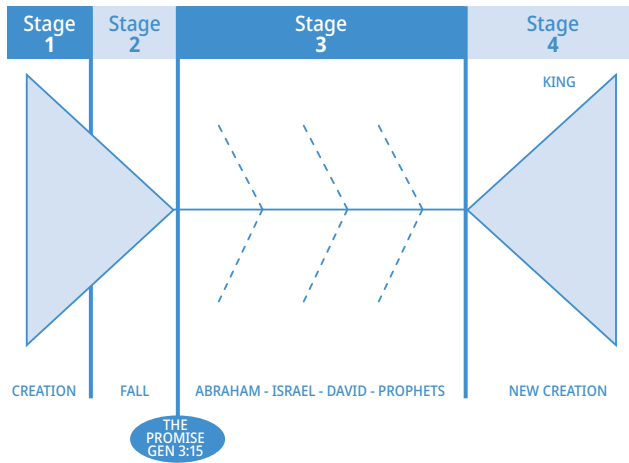 Stage
1
Stage
2
Stage
3
Stage
4
KING
CREATION
FALL
ABRAHAM - ISRAEL - DAVID - PROPHETS
NEW CREATION
THE
PROMISE
GEN 3:15